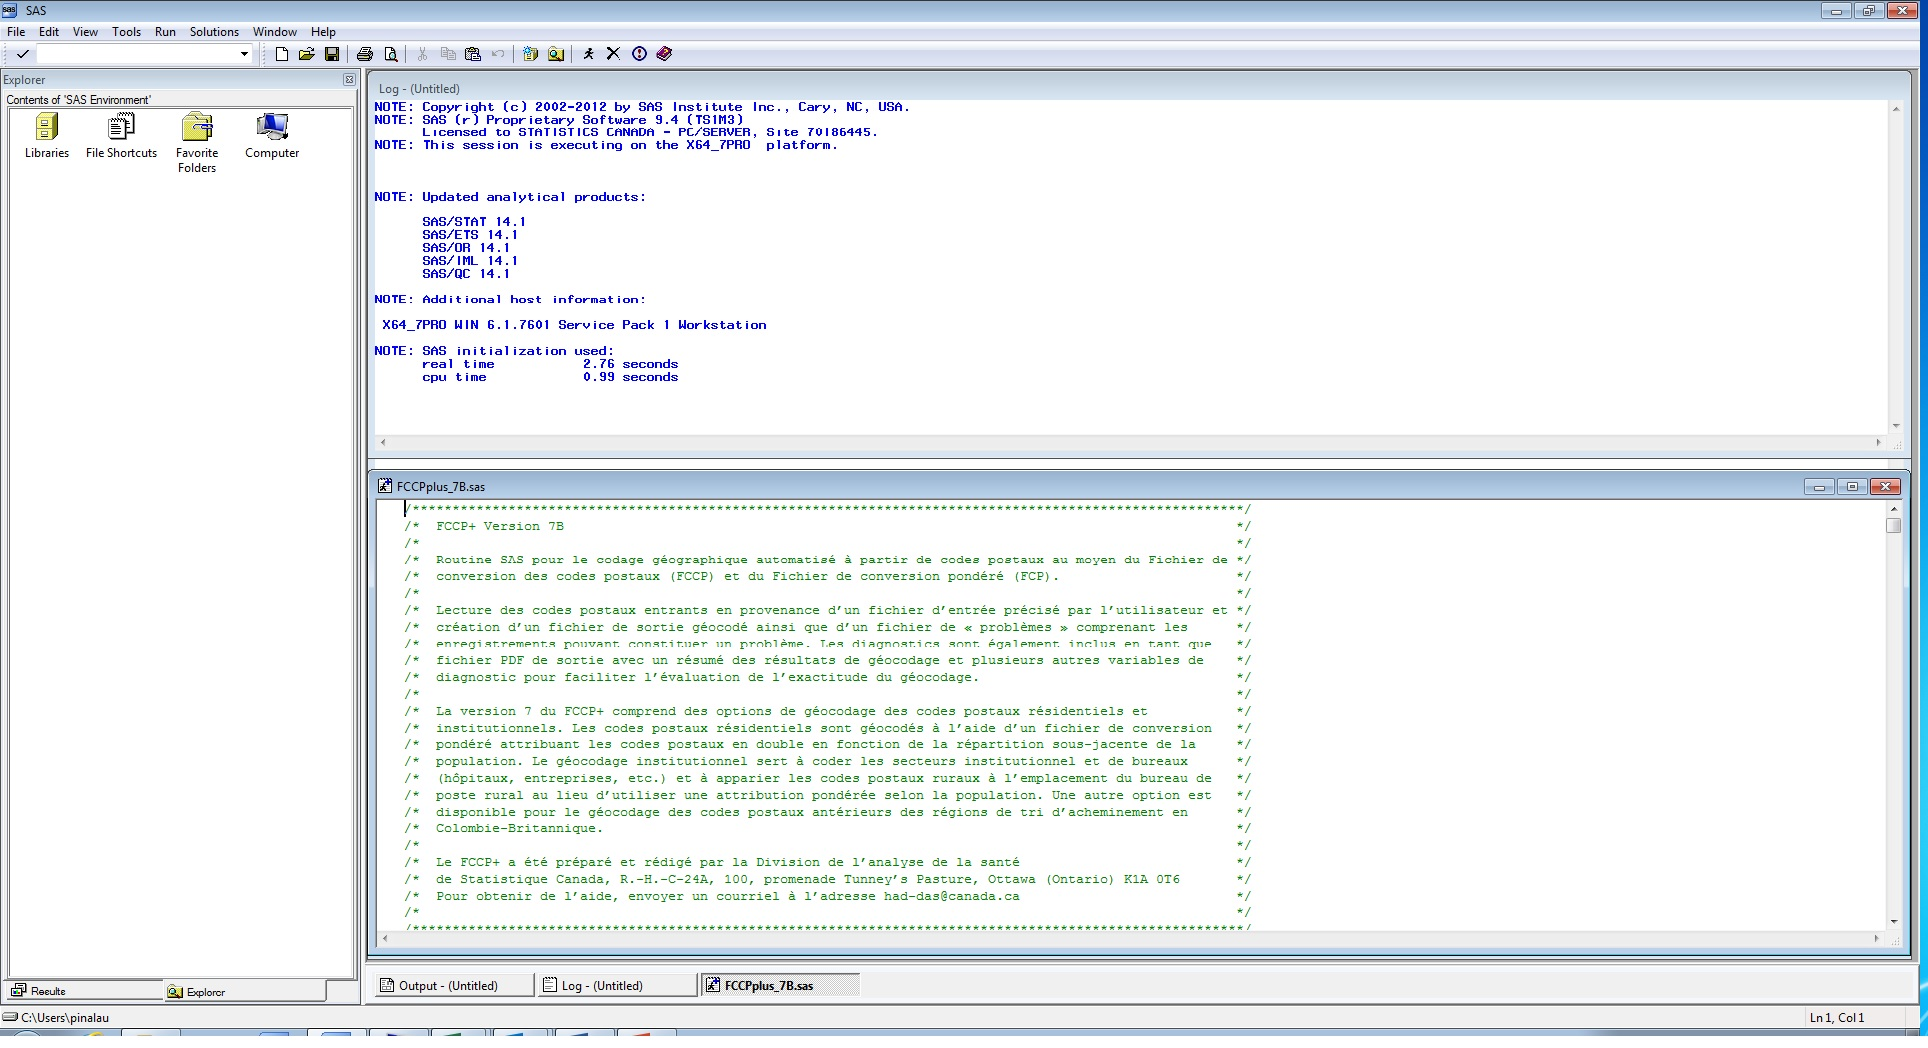 SAS
File Edit View Tools Run Solutions Window Help
Explorer
Contents of 'SAS Environment'
Libraries
File Shortcuts
Favorite
Folders
Computer
Log - (Untitled)
NOTE: Copyright (c) 2002-2012 by SAS Institute Inc., Cary, NC, USA.
NOTE: SAS (r) Proprietary Software 9.4 (TS1M3)
Licensed to STATISTICS CANADA - PC/SERVER, Site 70186445.
NOTE: This session is executing on the X64_7PRO platform.
NOTE: Updated analytical products:
SAS/STAT 14.1
SAS/ETS 14.1
SAS/OR 14.1
SAS/IML 14.1
SAS/QC 14.1
NOTE: Additional host information:
X64_7PRO WIN 6.1.7601 Service Pack 1 Workstation
NOTE: SAS initialization used:
real time 2.76 seconds
cpu time 0.99 seconds
FCCPplus_7B.sas
/********************************************************************************************************/
/* FCCP+ Version 7B */
/* */
/* Routine SAS pour le codage géographique automatisé à partir de codes postaux au moyen du Fichier de */
/* conversion des codes postaux (FCCP) et du Fichier de conversion pondéré (FCP). */
/* */
/* Lecture des codes postaux entrants en provenance d’un fichier d’entrée précisé par l’utilisateur et */
/* création d’un fichier de sortie géocodé ainsi que d’un fichier de « problèmes » comprenant les */
/* enregistrements pouvant constituer un problème. Les diagnostics sont également inclus en tant que */
/* fichier PDF de sortie avec un résumé des résultats de géocodage et plusieurs autres variables de */
/* diagnostic pour faciliter l’évaluation de l’exactitude du géocodage. */
/* */
/* La version 7 du FCCP+ comprend des options de géocodage des codes postaux résidentiels et */
/* institutionnels. Les codes postaux résidentiels sont géocodés à l’aide d’un fichier de conversion */
/* pondéré attribuant les codes postaux en double en fonction de la répartition sous-jacente de la */
/* population. Le géocodage institutionnel sert à coder les secteurs institutionnel et de bureaux */
/* (hôpitaux, entreprises, etc.) et à apparier les codes postaux ruraux à l’emplacement du bureau de */
/* poste rural au lieu d’utiliser une attribution pondérée selon la population. Une autre option est */
/* disponible pour le géocodage des codes postaux antérieurs des régions de tri d’acheminement en */
/* Colombie-Britannique. */
/* */
/* Le FCCP+ a été préparé et rédigé par la Division de l’analyse de la santé */
/* de Statistique Canada, R.-H.-C-24A, 100, promenade Tunney’s Pasture, Ottawa (Ontario) K1A 0T6 */
/* Pour obtenir de l’aide, envoyer un courriel à l’adresse had-das@canada.ca */
/* */
/********************************************************************************************************/
Results
Explorer
Output - (Untitled)
Log - (Untitled)
FCCPplus_7B.sas
C:\Users\pinalau
Ln 1, Col 1